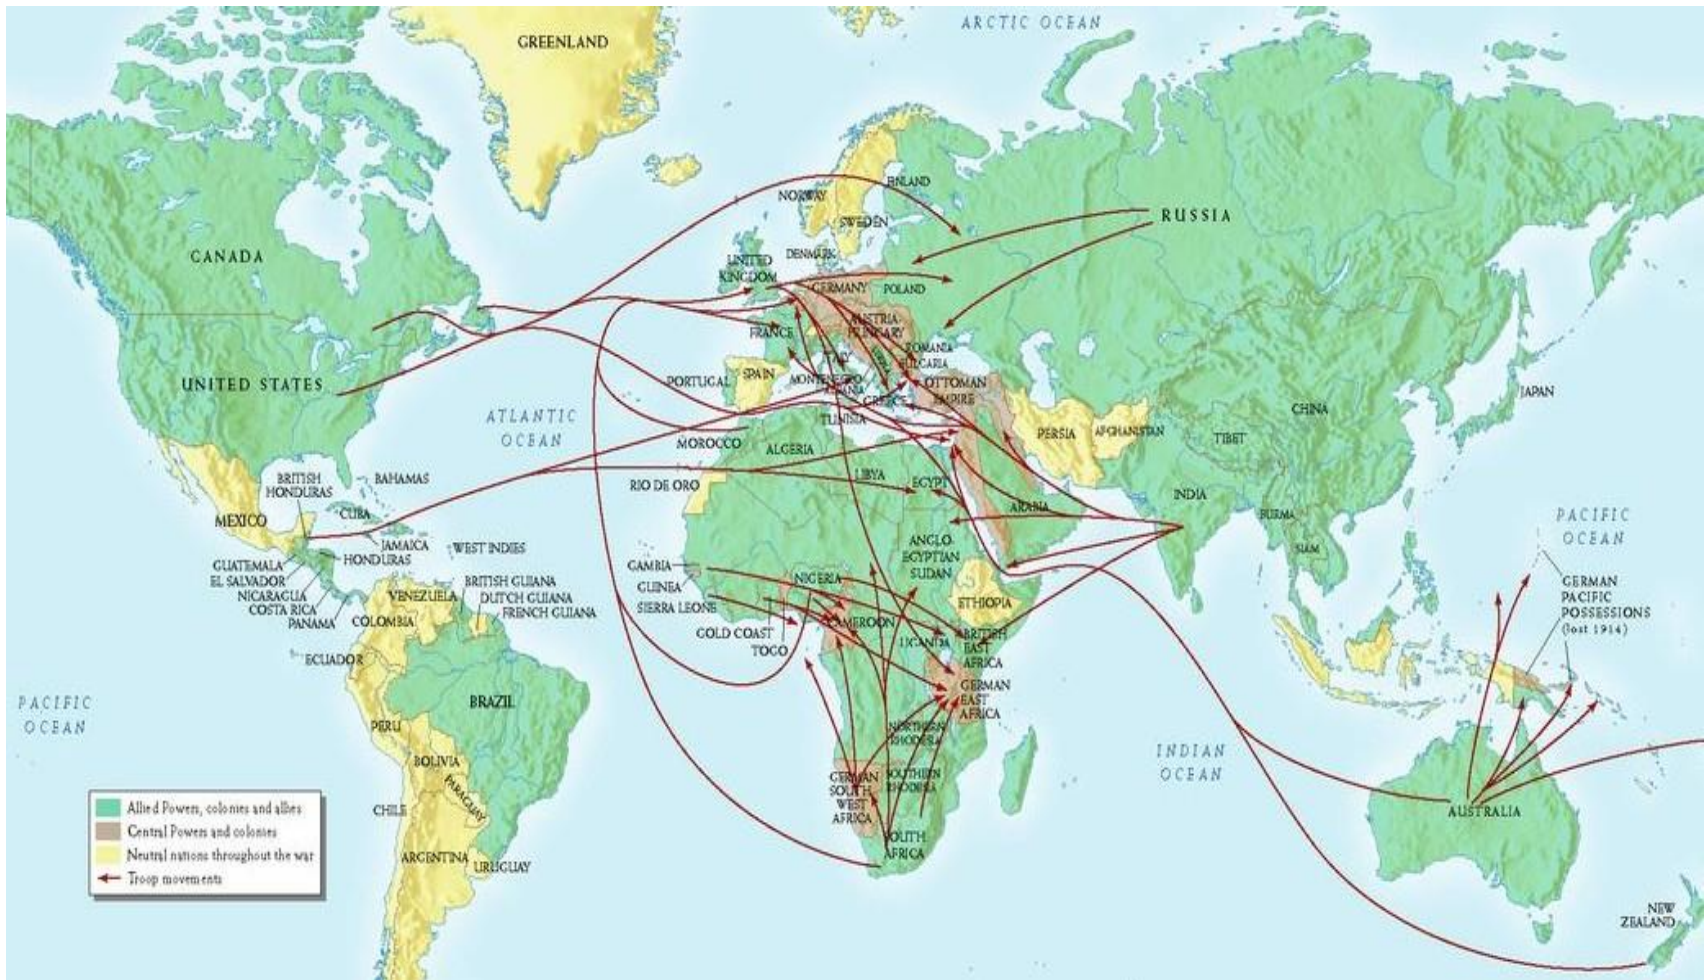 ARCTIC OCEAN
GREENLAND
NORWAY
FINLAND
SWEDEN
RUSSIA
CANADA
DENMARK
UNITED
KINGDOM
GERMANY
POLAND
AUSTRIA-
HUNGARY
FRANCE
ROMANIA
BULGARIA
ITALY
UNITED STATES
PORTUGAL
SPAIN
MONTENEGRO
ALBANIA
GREECE
OTTOMAN
EMPIRE
JAPAN
CHINA
ATLANTIC
OCEAN
TUNISIA
MOROCCO
ALGERIA
PERSIA
AFGHANISTAN
TIBET
BRITISH
HONDURAS
BAHAMAS
RIO DE ORO
LIBYA
EGYPT
INDIA
MEXICO
CUBA
ARABIA
BURMA
PACIFIC
OCEAN
JAMAICA
WEST INDIES
HONDURAS
GUATEMALA
EL SALVADOR
NICARAGUA
COSTA RICA
PANAMA
ANGLO
EGYPTIAN
SUDAN
SIAM
GAMBIA
GUINEA
SIERRA LEONE
NIGERIA
GERMAN
PACIFIC
POSSESSIONS
(lost 1914)
BRITISH GUIANA
DUTCH GUIANA
FRENCH GUIANA
VENEZUELA
COLOMBIA
ETHIOPIA
GOLD COAST
TOGO
CAMEROON
UGANDA
BRITISH
EAST
AFRICA
ECUADOR
GERMAN
EAST
AFRICA
PACIFIC
OCEAN
BRAZIL
PERU
NORTHERN
RHODESIA
BOLIVIA
INDIAN
OCEAN
PARAGUAY
GERMAN
SOUTH
WEST
AFRICA
SOUTHERN
RHODESIA
CHILE
AUSTRALIA
SOUTH
AFRICA
ARGENTINA
URUGUAY
NEW
ZEALAND
Allied Powers, colonies and allies
Central Powers and colonies
Neutral nations throughout the war
Troop movements